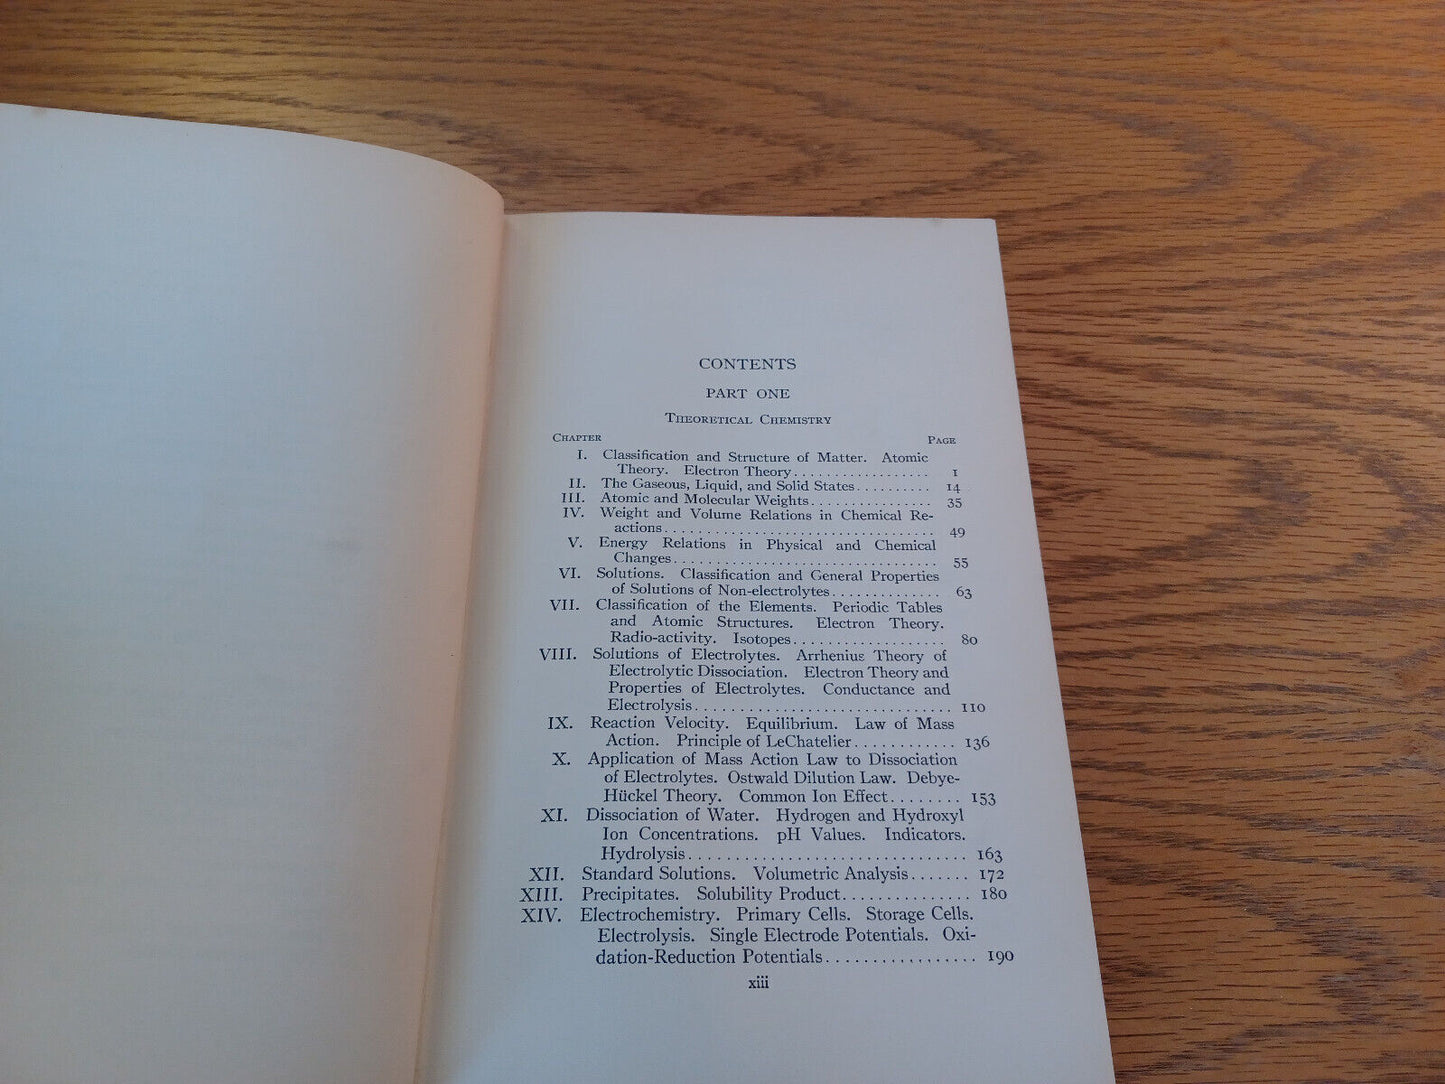 CONTENTS
PART ONE
Theoretical Chemistry
Chapter Page
I. Classification and Structure of Matter. Atomic
Theory. Electron Theory.................... 1
II. The Gaseous, Liquid, and Solid States.......... 14
III. Atomic and Molecular Weights................ 35
IV. Weight and Volume Relations in Chemical Re-
actions.................................... 49
V. Energy Relations in Physical and Chemical
Changes................................... 55
VI. Solutions. Classification and General Properties
of Solutions of Non-electrolytes.............. 63
VII. Classification of the Elements. Periodic Tables
and Atomic Structures. Electron Theory.
Radio-activity. Isotopes.................... 80
VIII. Solutions of Electrolytes. Arrhenius Theory of
Electrolytic Dissociation. Electron Theory and
Properties of Electrolytes. Conductance and
Electrolysis................................ 110
IX. Reaction Velocity. Equilibrium. Law of Mass
Action. Principle of LeChatelier............ 136
X. Application of Mass Action Law to Dissociation
of Electrolytes. Ostwald Dilution Law. Debye-
Hückel Theory. Common Ion Effect........ 153
XI. Dissociation of Water. Hydrogen and Hydroxyl
Ion Concentrations. pH Values. Indicators.
Hydrolysis.............................. 163
XII. Standard Solutions. Volumetric Analysis....... 172
XIII. Precipitates. Solubility Product.............. 180
XIV. Electrochemistry. Primary Cells. Storage Cells.
Electrolysis. Single Electrode Potentials. Oxi-
dation-Reduction Potentials................. 190
xiii